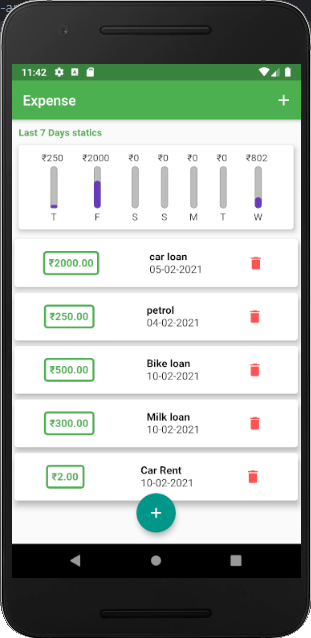 11:42
Expense
+
Last 7 Days statics
₹250 ₹2000 ₹0 ₹0 ₹0 ₹0 ₹802
T F S S M T W
₹2000.00
car loan
05-02-2021
₹250.00
petrol
04-02-2021
₹500.00
Bike loan
10-02-2021
₹300.00
Milk loan
10-02-2021
₹2.00
Car Rent
10-02-2021
+